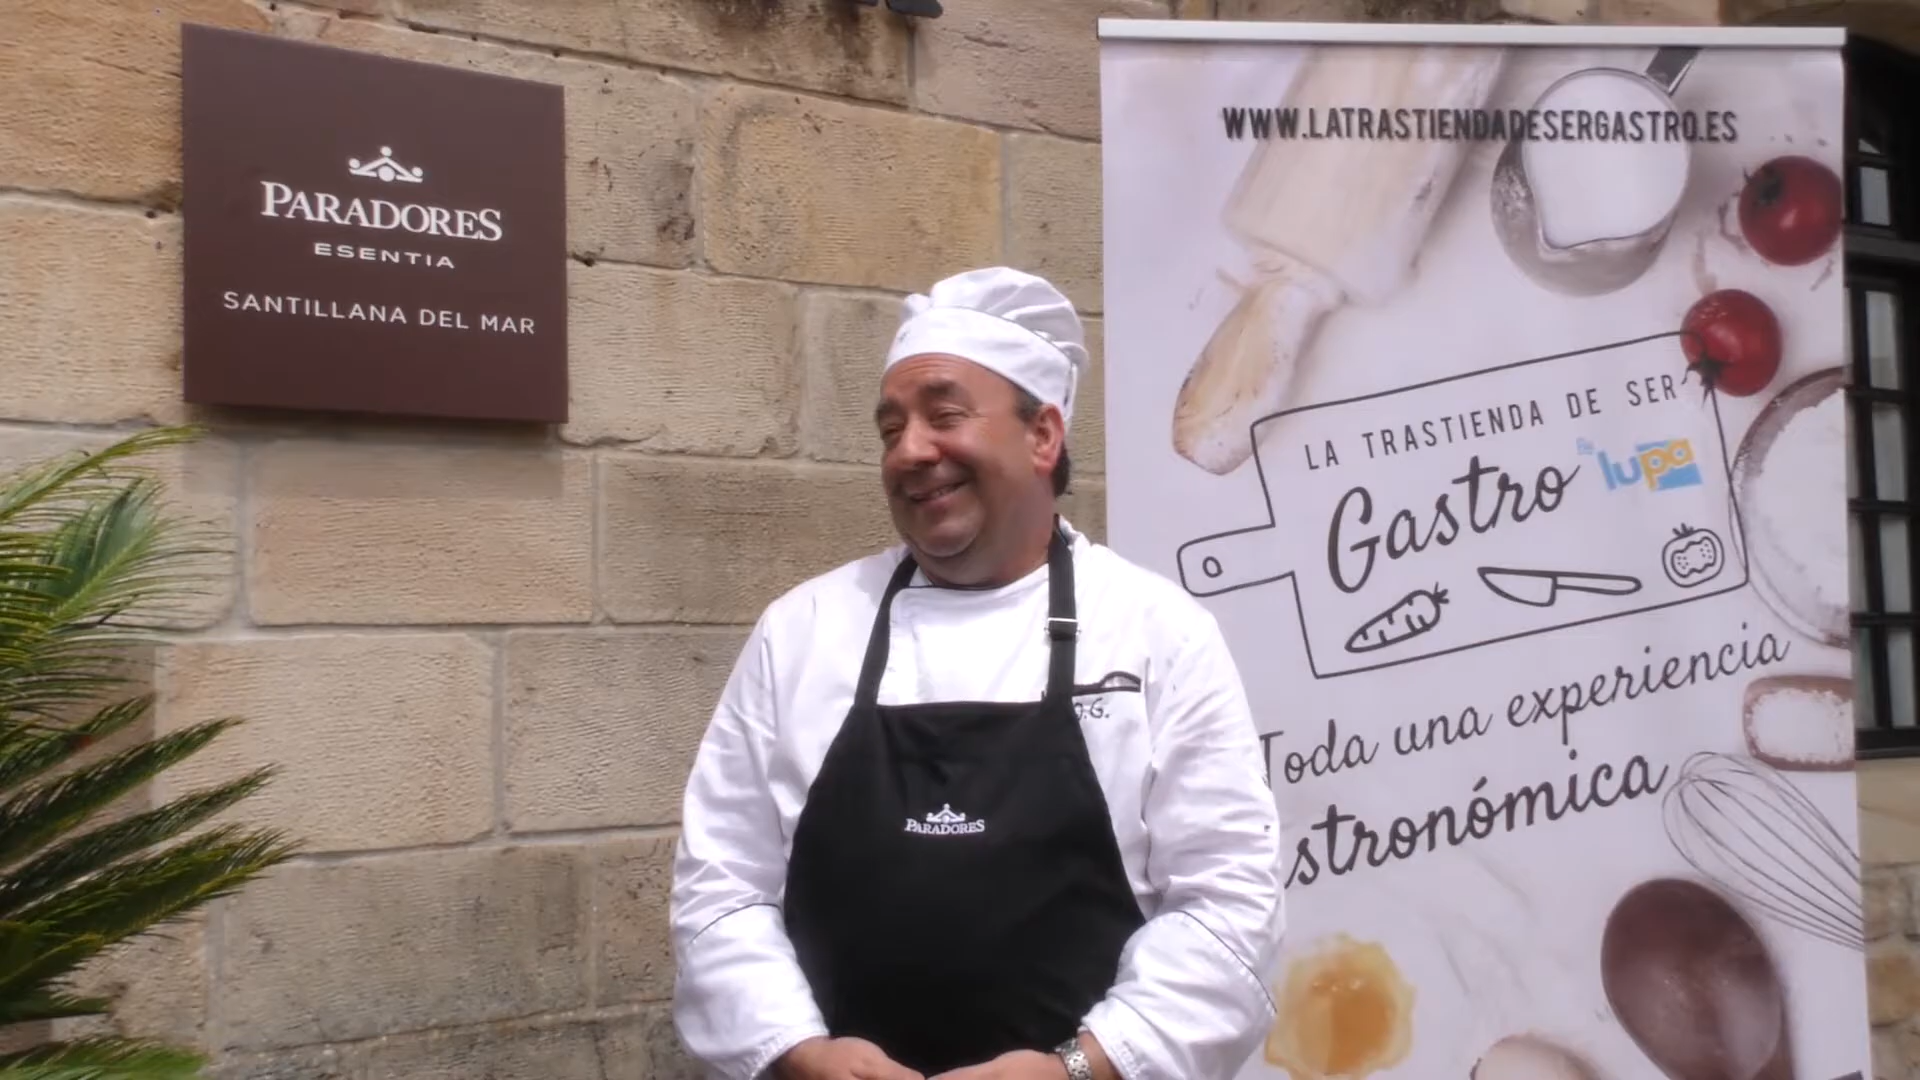 PARADORES
ESENTIA
SANTILLANA DEL MAR
WWW.LATRASTIENDADESERGASTRO.ES
LA TRASTIENDA DE SER
Gastro
lupa
Toda una experiencia
stronómica
O.G.
PARADORES